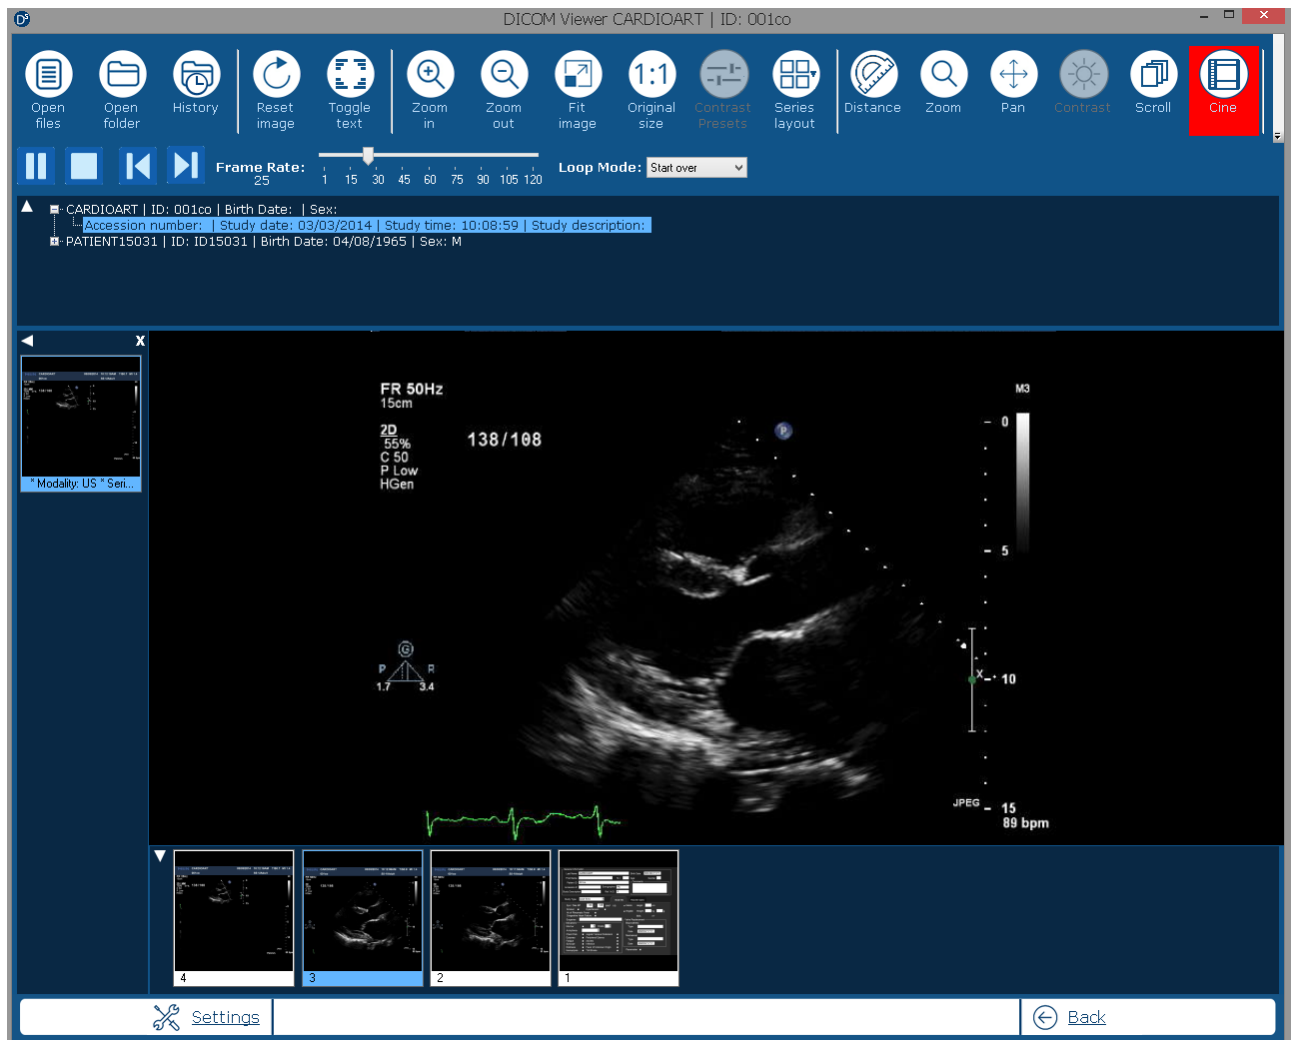 DS
DICOM Viewer CARDIOART | ID: 001co
Open files
Open folder
History
Reset image
Toggle text
Zoom in
Zoom out
Fit image
1:1
Original size
Contrast Presets
Series layout
Distance
Zoom
Pan
Contrast
Scroll
Cine
Frame Rate:
25
1 15 30 45 60 75 90 105 120
Loop Mode: Start over
CARDIOART | ID: 001co | Birth Date: | Sex:
Accession number: | Study date: 03/03/2014 | Study time: 10:08:59 | Study description:
PATIENT15031 | ID: ID15031 | Birth Date: 04/08/1965 | Sex: M
X
* Modality: US * Seri...
FR 50Hz
15cm
2D
55%
C 50
P Low
HGen
138/108
P
M3
0
5
X
10
15
G
P R
1.7 3.4
JPEG
89 bpm
4
3
2
1
Settings
Back